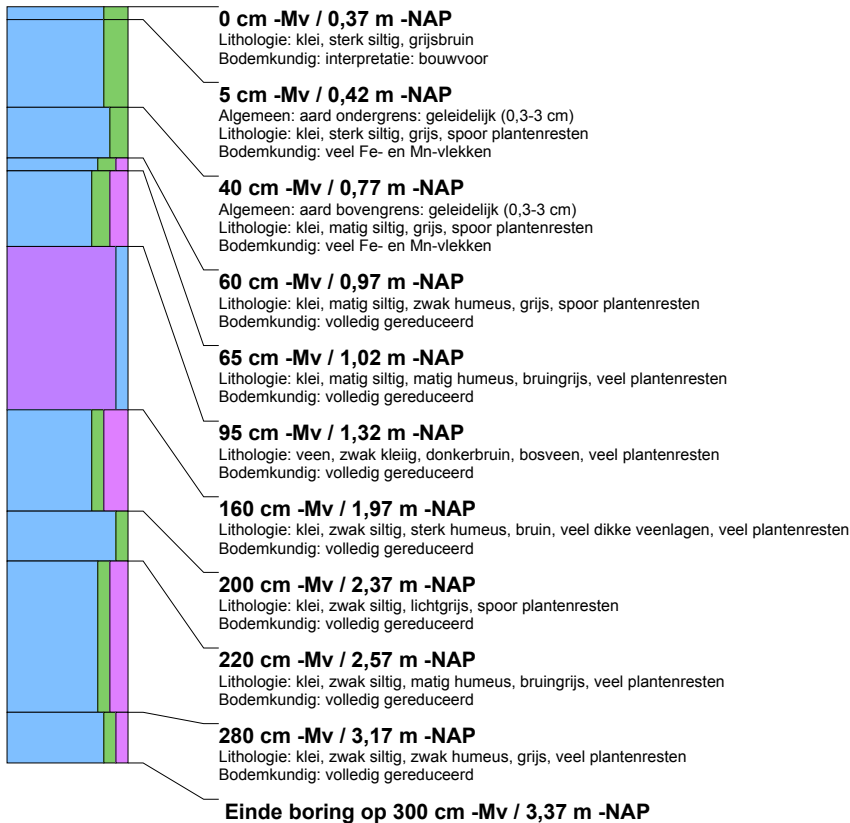 0 cm -Mv / 0,37 m -NAP
Lithologie: klei, sterk siltig, grijsbruin
Bodemkundig: interpretatie: bouwvoor
5 cm -Mv / 0,42 m -NAP
Algemeen: aard ondergrens: geleidelijk (0,3-3 cm)
Lithologie: klei, sterk siltig, grijs, spoor plantenresten
Bodemkundig: veel Fe- en Mn-vlekken
40 cm -Mv / 0,77 m -NAP
Algemeen: aard bovengrens: geleidelijk (0,3-3 cm)
Lithologie: klei, matig siltig, grijs, spoor plantenresten
Bodemkundig: veel Fe- en Mn-vlekken
60 cm -Mv / 0,97 m -NAP
Lithologie: klei, matig siltig, zwak humeus, grijs, spoor plantenresten
Bodemkundig: volledig gereduceerd
65 cm -Mv / 1,02 m -NAP
Lithologie: klei, matig siltig, matig humeus, bruingrijs, veel plantenresten
Bodemkundig: volledig gereduceerd
95 cm -Mv / 1,32 m -NAP
Lithologie: veen, zwak kleiig, donkerbruin, bosveen, veel plantenresten
Bodemkundig: volledig gereduceerd
160 cm -Mv / 1,97 m -NAP
Lithologie: klei, zwak siltig, sterk humeus, bruin, veel dikke veenlagen, veel plantenresten
Bodemkundig: volledig gereduceerd
200 cm -Mv / 2,37 m -NAP
Lithologie: klei, zwak siltig, lichtgrijs, spoor plantenresten
Bodemkundig: volledig gereduceerd
220 cm -Mv / 2,57 m -NAP
Lithologie: klei, zwak siltig, matig humeus, bruingrijs, veel plantenresten
Bodemkundig: volledig gereduceerd
280 cm -Mv / 3,17 m -NAP
Lithologie: klei, zwak siltig, zwak humeus, grijs, veel plantenresten
Bodemkundig: volledig gereduceerd
Einde boring op 300 cm -Mv / 3,37 m -NAP